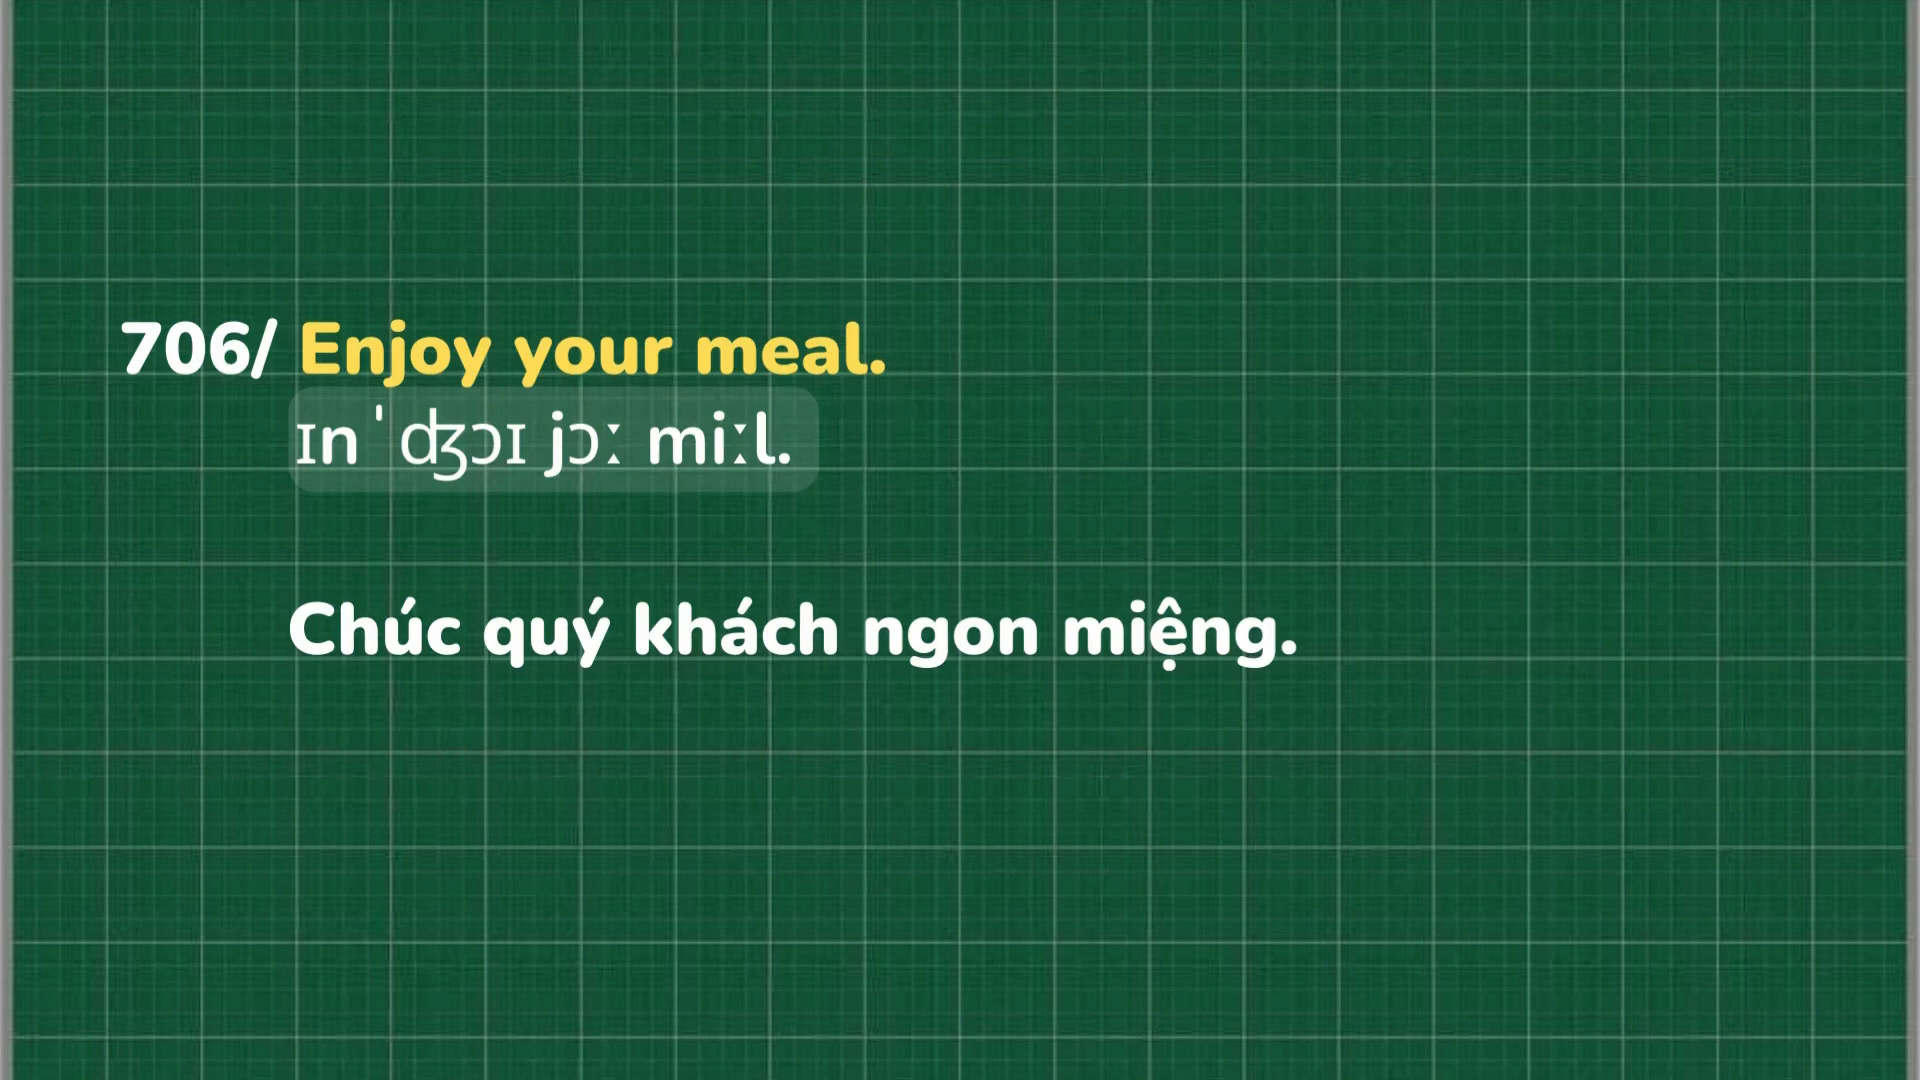 706/ Enjoy your meal.
ɪnˈʤɔɪ jɔː miːl.
Chúc quý khách ngon miệng.